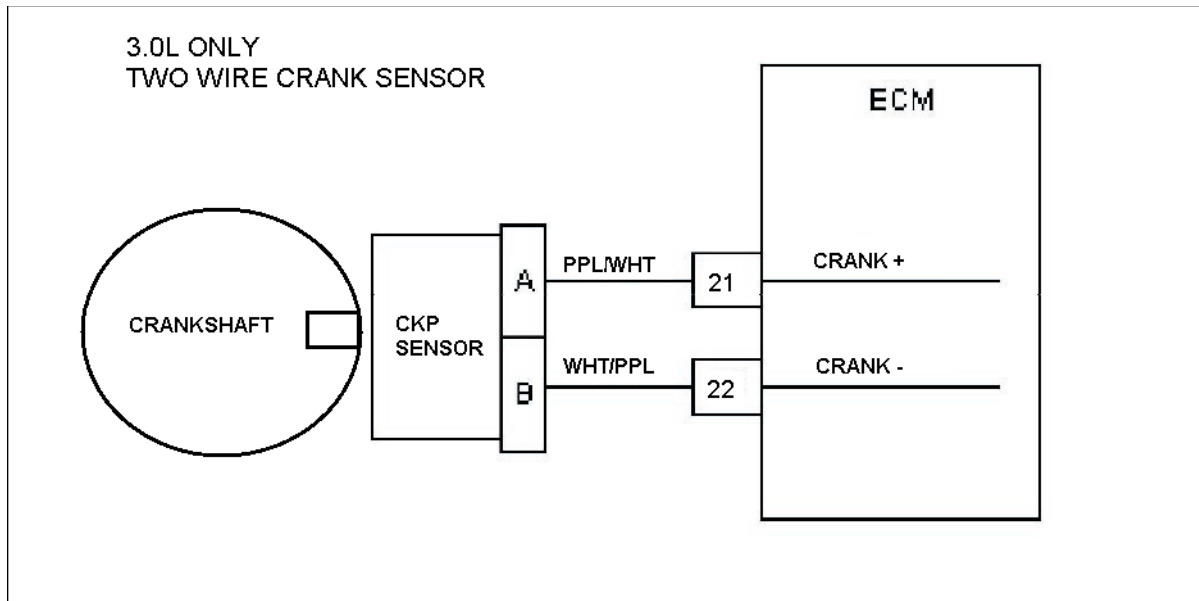 3.0L ONLY
TWO WIRE CRANK SENSOR
ECM
CRANKSHAFT
CKP
SENSOR
A
PPL/WHT
21
CRANK +
B
WHT/PPL
22
CRANK -